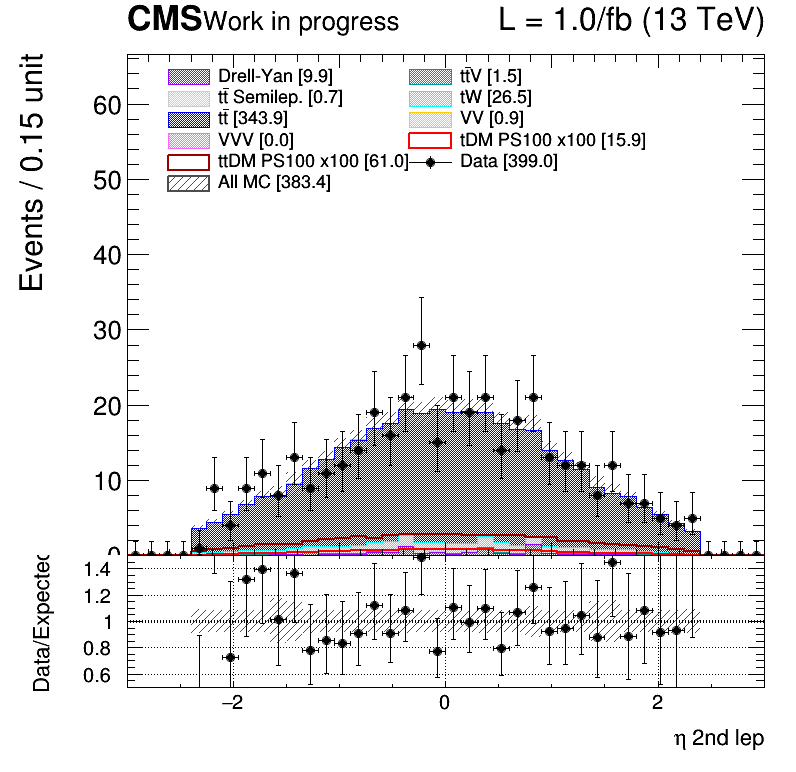 CMS Work in progress L = 1.0/fb (13 TeV)
Events / 0.15 unit
Drell-Yan [9.9] tt̄V [1.5]
tt̄ Semilep. [0.7] tW [26.5]
tt̄ [343.9] VV [0.9]
VVV [0.0] tDM PS100 x100 [15.9]
ttDM PS100 x100 [61.0] Data [399.0]
All MC [383.4]
60
50
40
30
20
10
0
Data/Expected
1.4
1.2
1
0.8
0.6
−2 0 2
η 2nd lep